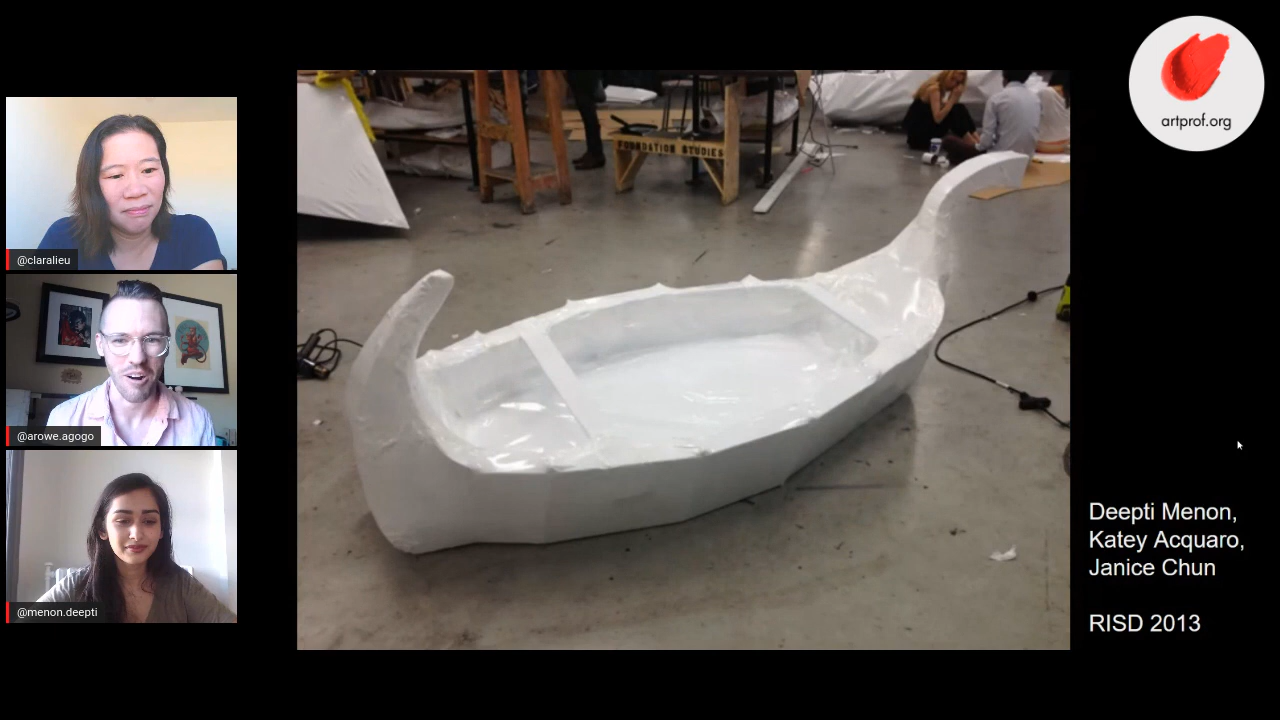 artprof.org
@claralieu
@arowe.agogo
@menon.deepti
FOUNDATION STUDIES
Deepti Menon,
Katey Acquaro,
Janice Chun
RISD 2013